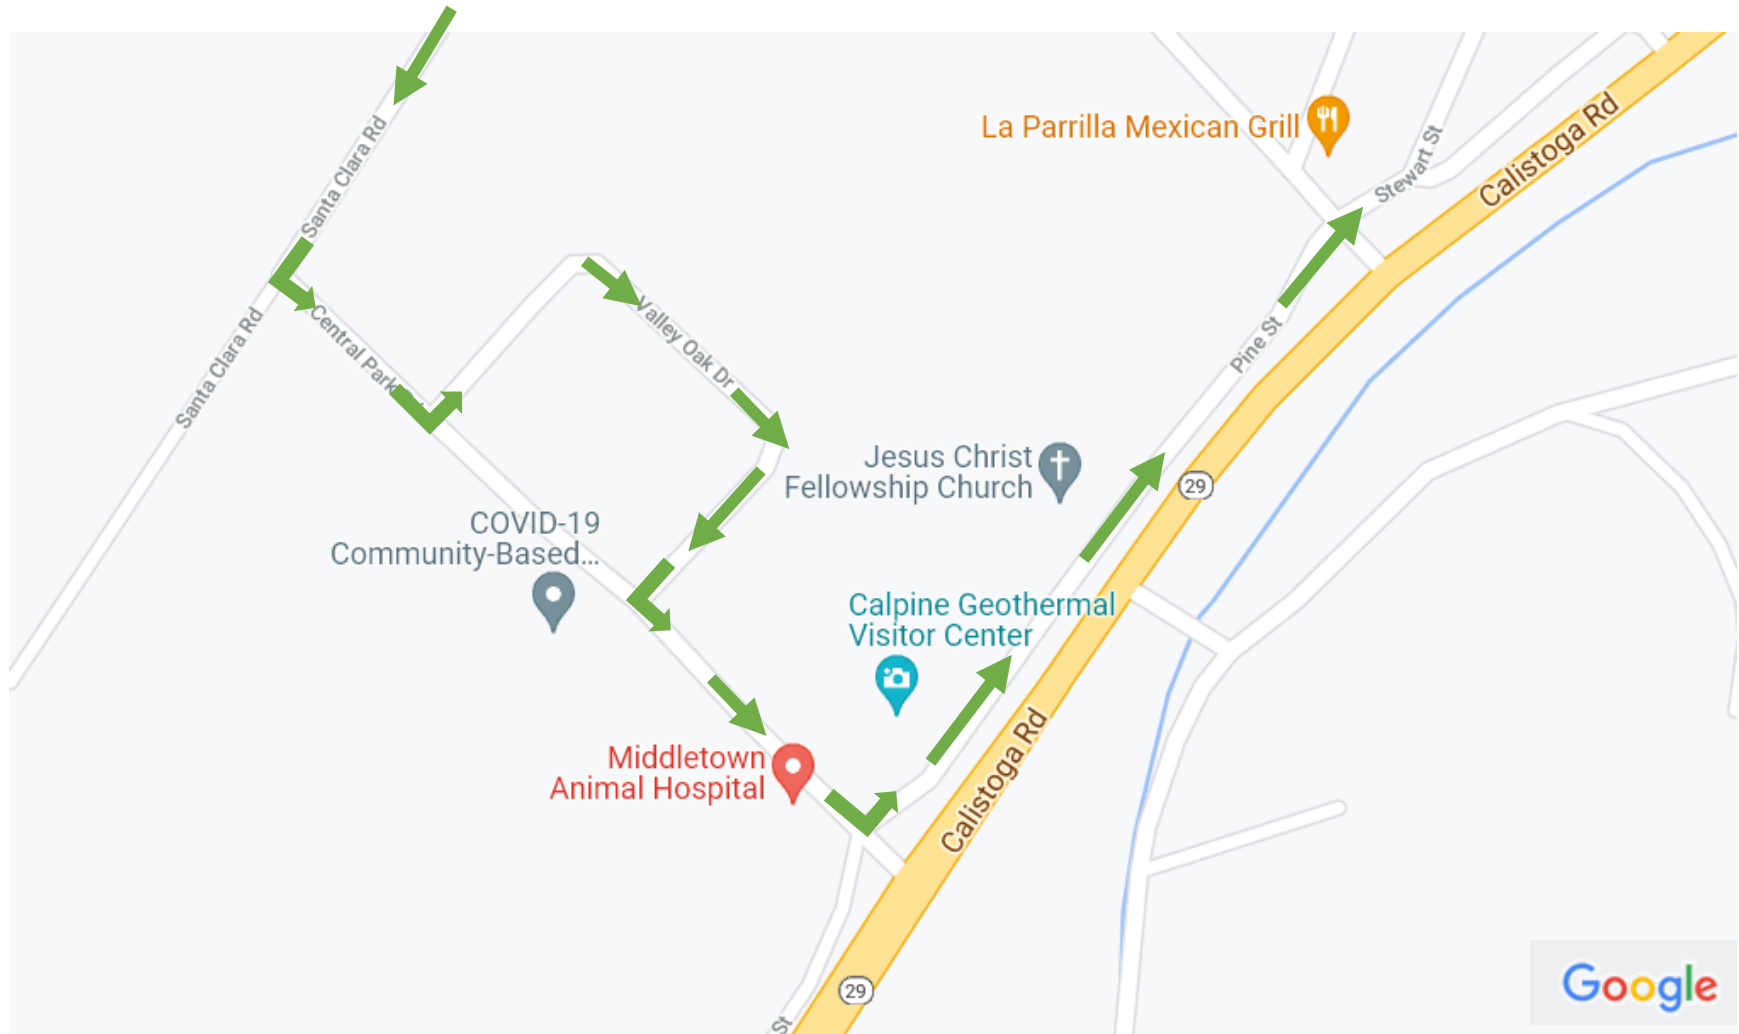 La Parrilla Mexican Grill
Calistoga Rd
Stewart St
Santa Clara Rd
Santa Clara Rd
Central Park
Valley Oak Dr
Pine St
Jesus Christ
Fellowship Church
29
COVID-19
Community-Based...
Calpine Geothermal
Visitor Center
Middletown
Animal Hospital
Calistoga Rd
29
St
Google